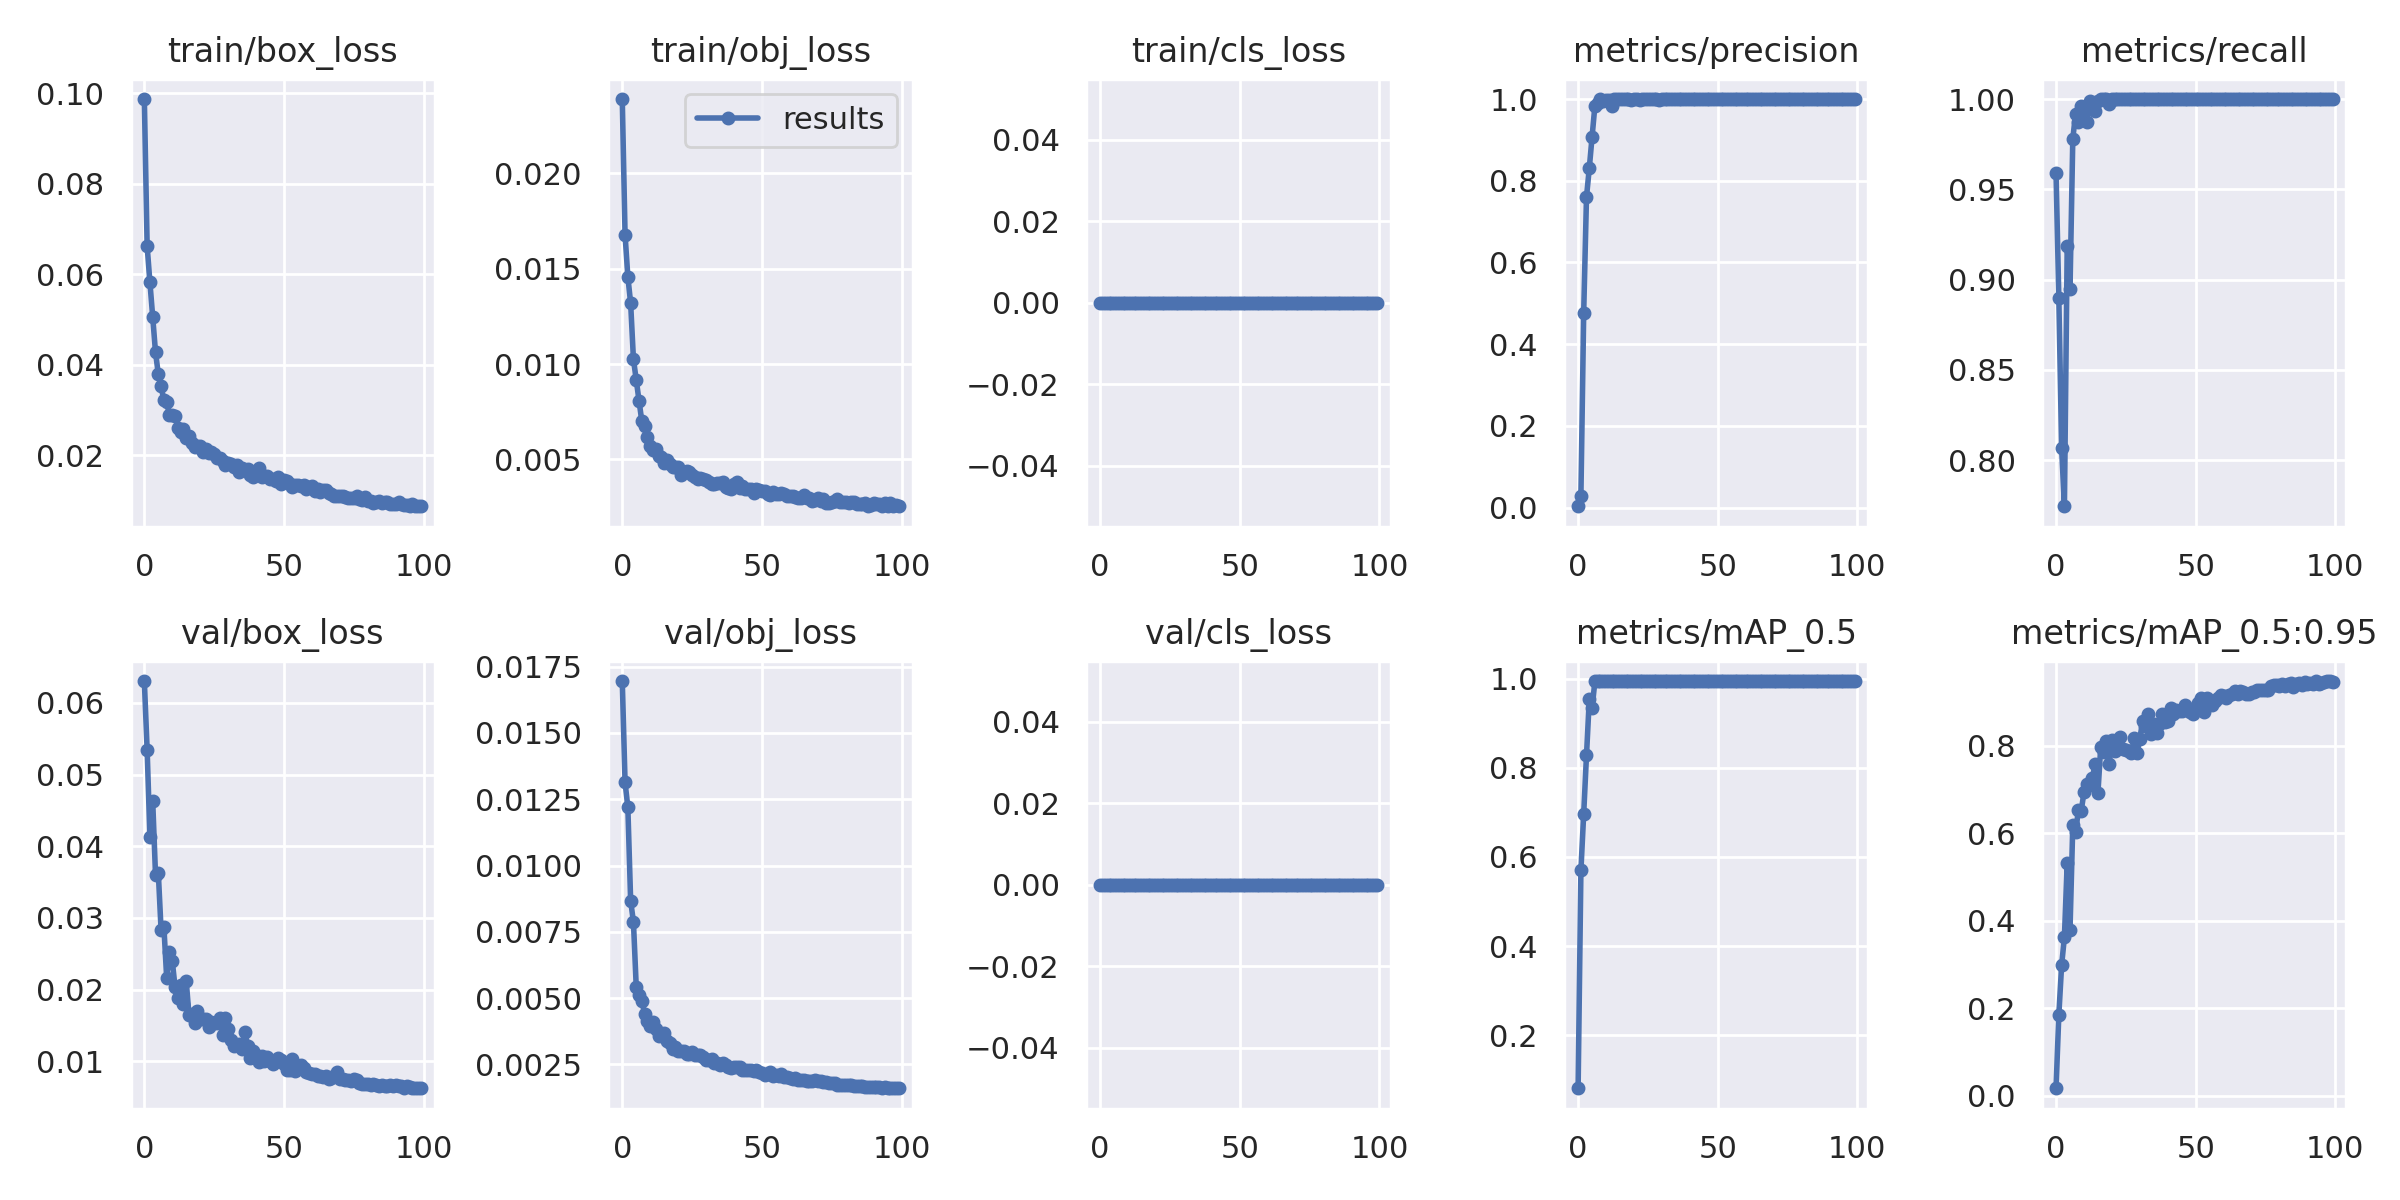 train/box_loss
0.10
0.08
0.06
0.04
0.02
0 50 100
train/obj_loss
results
0.020
0.015
0.010
0.005
0 50 100
train/cls_loss
0.04
0.02
0.00
−0.02
−0.04
0 50 100
metrics/precision
1.0
0.8
0.6
0.4
0.2
0.0
0 50 100
metrics/recall
1.00
0.95
0.90
0.85
0.80
0 50 100
val/box_loss
0.06
0.05
0.04
0.03
0.02
0.01
0 50 100
val/obj_loss
0.0175
0.0150
0.0125
0.0100
0.0075
0.0050
0.0025
0 50 100
val/cls_loss
0.04
0.02
0.00
−0.02
−0.04
0 50 100
metrics/mAP_0.5
1.0
0.8
0.6
0.4
0.2
0 50 100
metrics/mAP_0.5:0.95
0.8
0.6
0.4
0.2
0.0
0 50 100